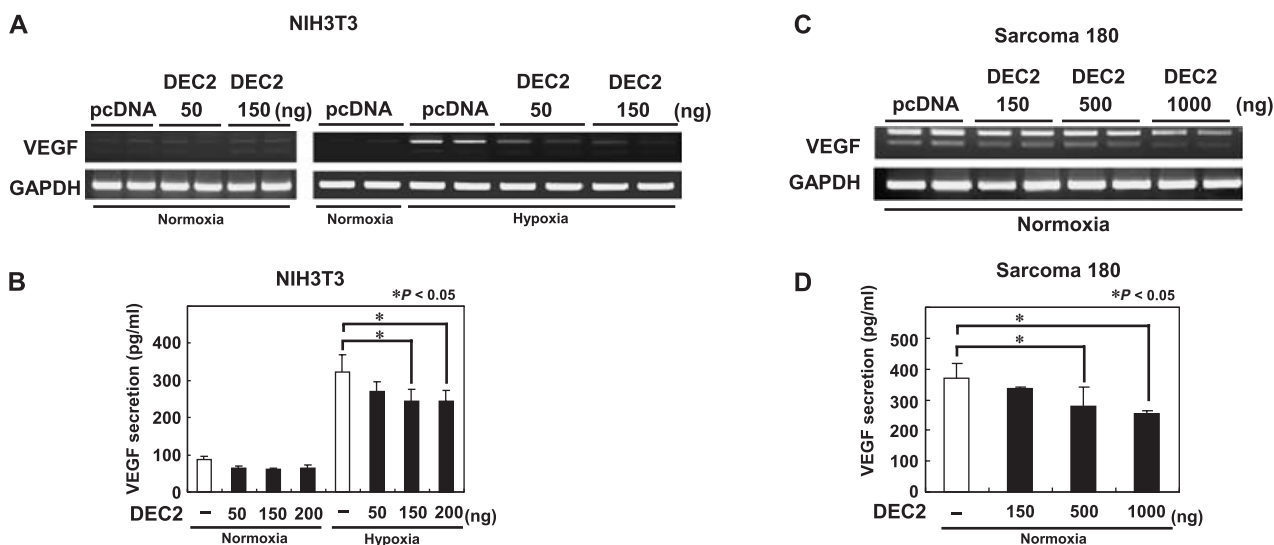 A
NIH3T3
DEC2 DEC2
pcDNA 50 150 (ng)
pcDNA pcDNA DEC2 50 DEC2 150 (ng)
VEGF
GAPDH
Normoxia
Normoxia Hypoxia
B
NIH3T3
*P < 0.05
VEGF secretion (pg/ml)
400
300
200
100
0
* 
*
DEC2 – 50 150 200 – 50 150 200 (ng)
Normoxia Hypoxia
C
Sarcoma 180
DEC2 DEC2 DEC2
pcDNA 150 500 1000 (ng)
VEGF
GAPDH
Normoxia
D
Sarcoma 180
*P < 0.05
VEGF secretion (pg/ml)
500
400
300
200
100
0
*
*
DEC2 – 150 500 1000 (ng)
Normoxia